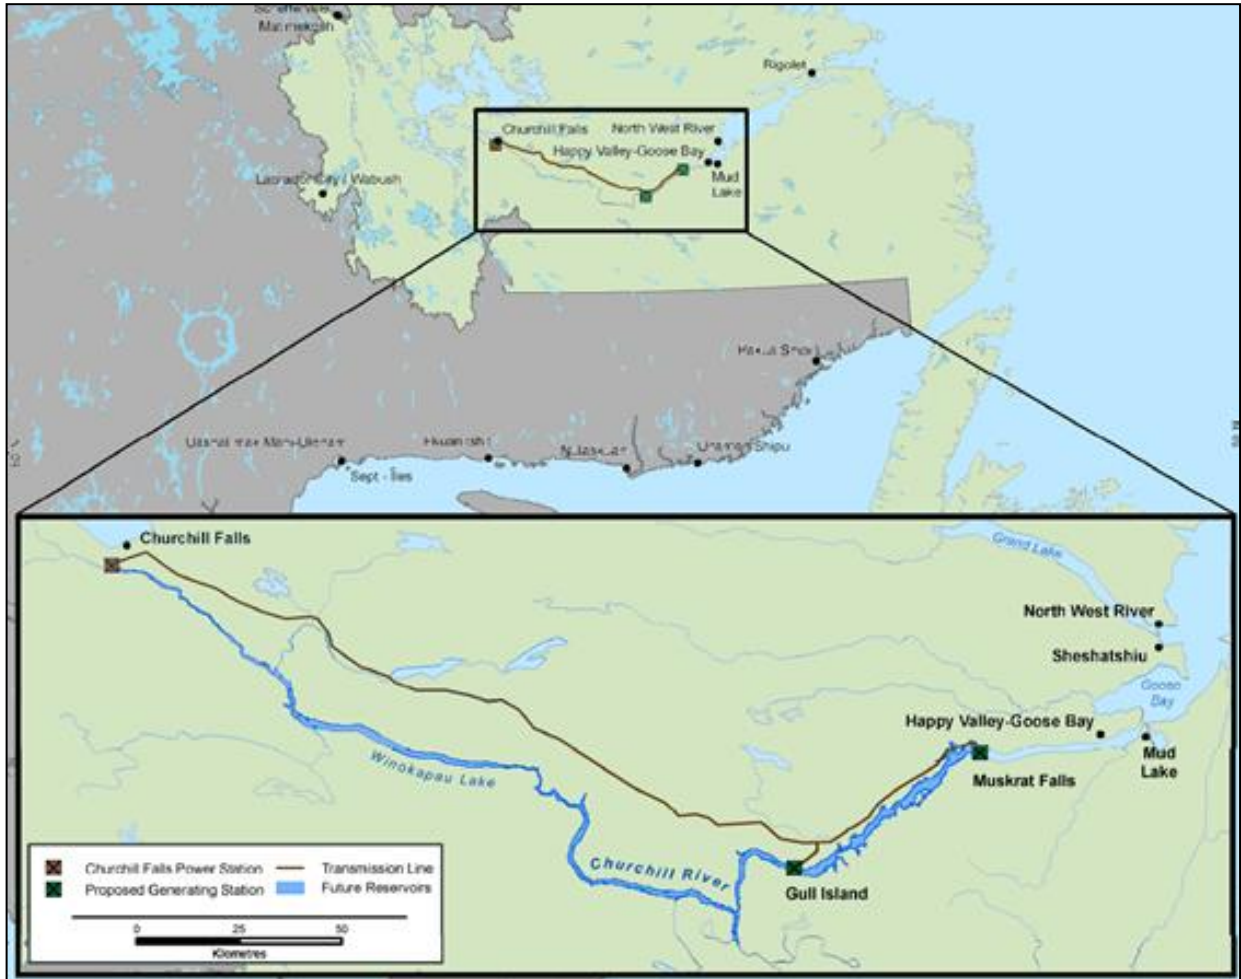 Rigolet
Churchill Falls
North West River
Happy Valley-Goose Bay
Mud
Lake
Labrador City / Wabush
Sept - Îles
Churchill Falls
Grand Lake
North West River
Sheshatshiu
Goose
Bay
Happy Valley-Goose Bay
Mud
Lake
Muskrat Falls
Winokapau Lake
Churchill River
Gull Island
Churchill Falls Power Station
Transmission Line
Proposed Generating Station
Future Reservoirs
0 25 50
Kilometres